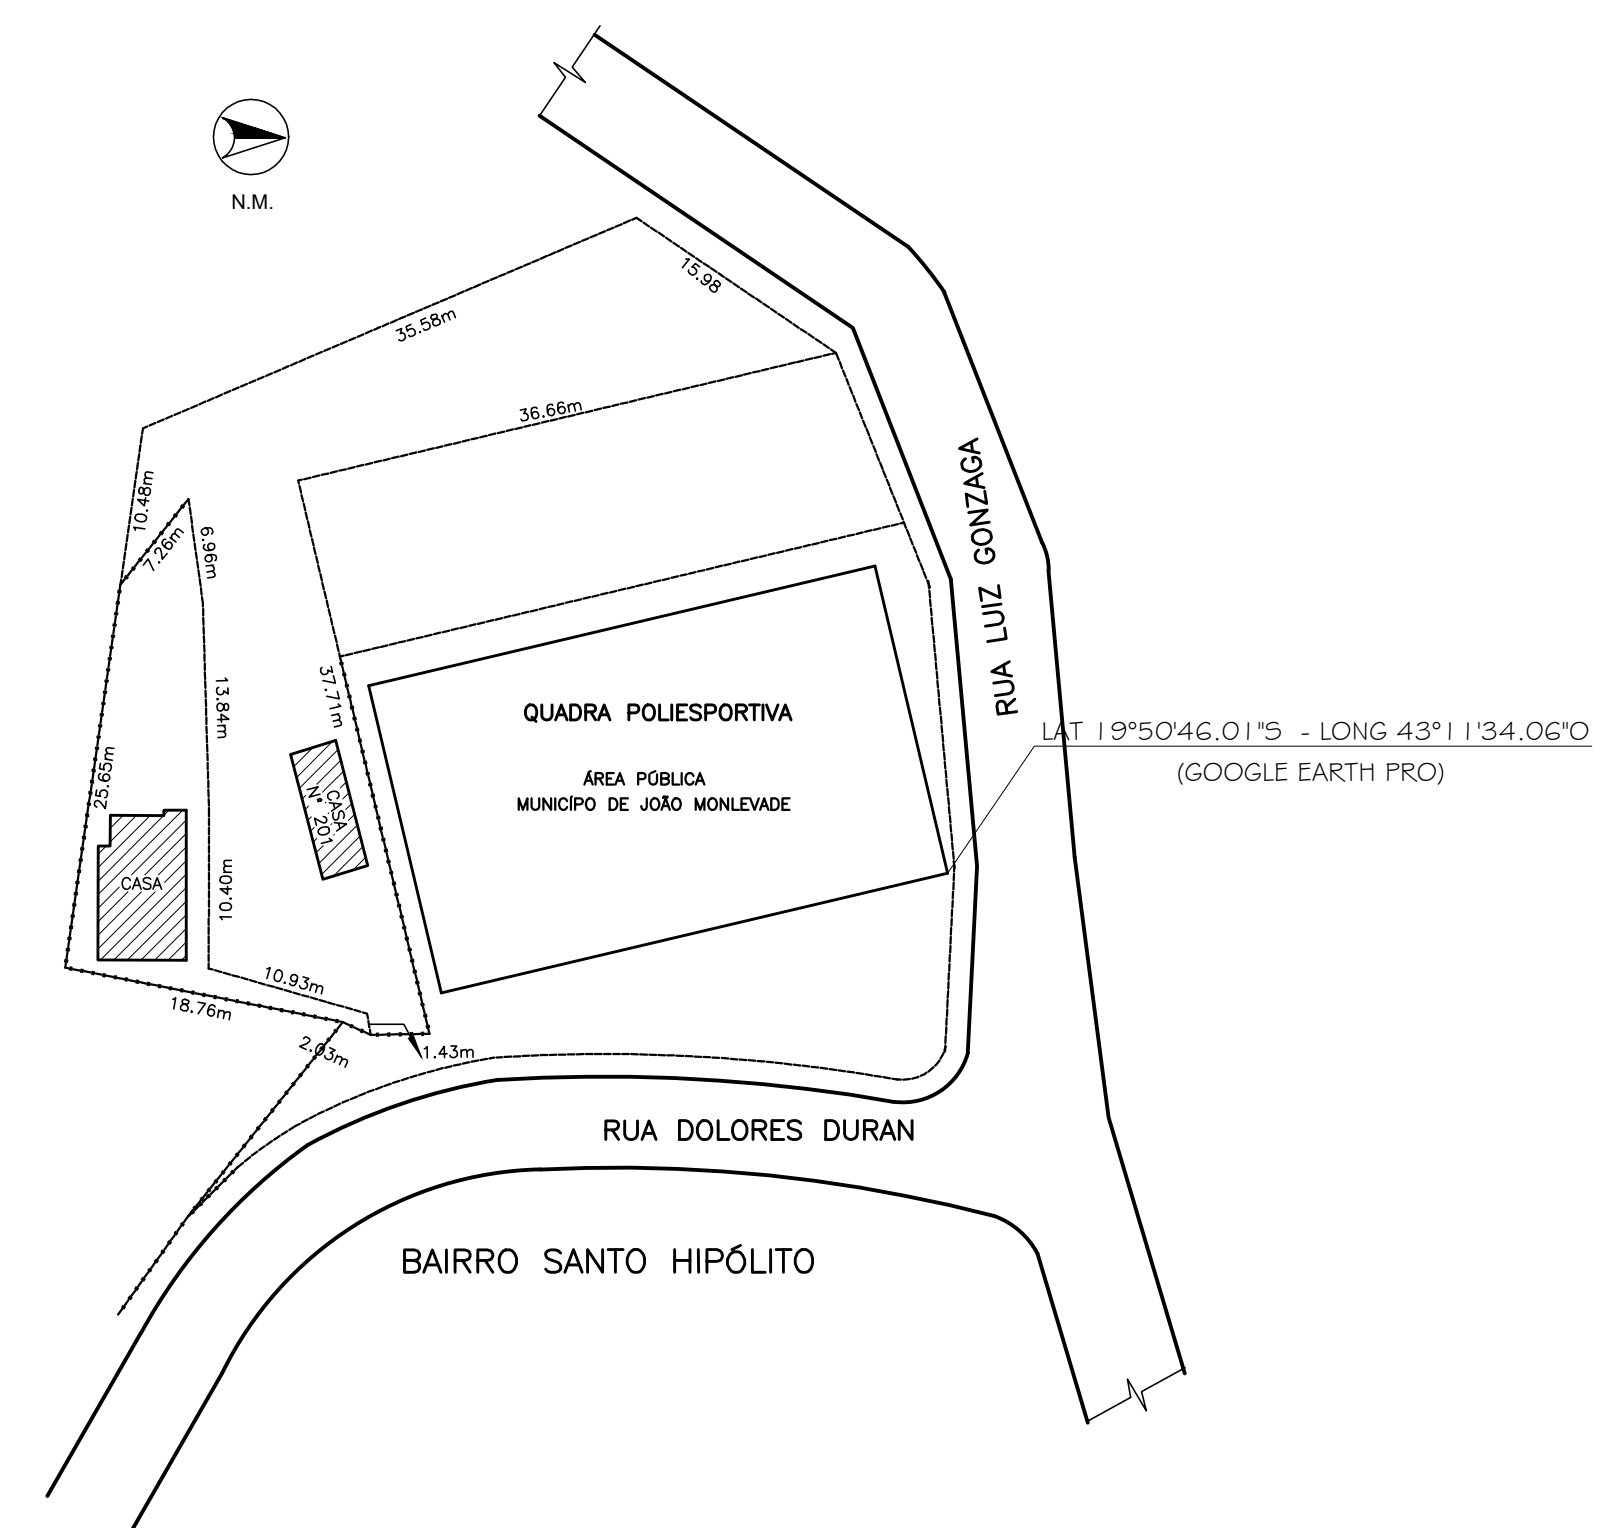 N.M.
15.98
35.58m
36.66m
10.48m
7.26m
6.96m
RUA LUIZ GONZAGA
37.71m
13.84m
QUADRA POLIESPORTIVA
LAT 19°50'46.01"S - LONG 43°11'34.06"O
(GOOGLE EARTH PRO)
25.65m
ÁREA PÚBLICA
MUNICÍPO DE JOÃO MONLEVADE
CASA
N° 201
CASA
10,40m
10.93m
18.76m
2.03m
1.43m
RUA DOLORES DURAN
BAIRRO SANTO HIPÓLITO